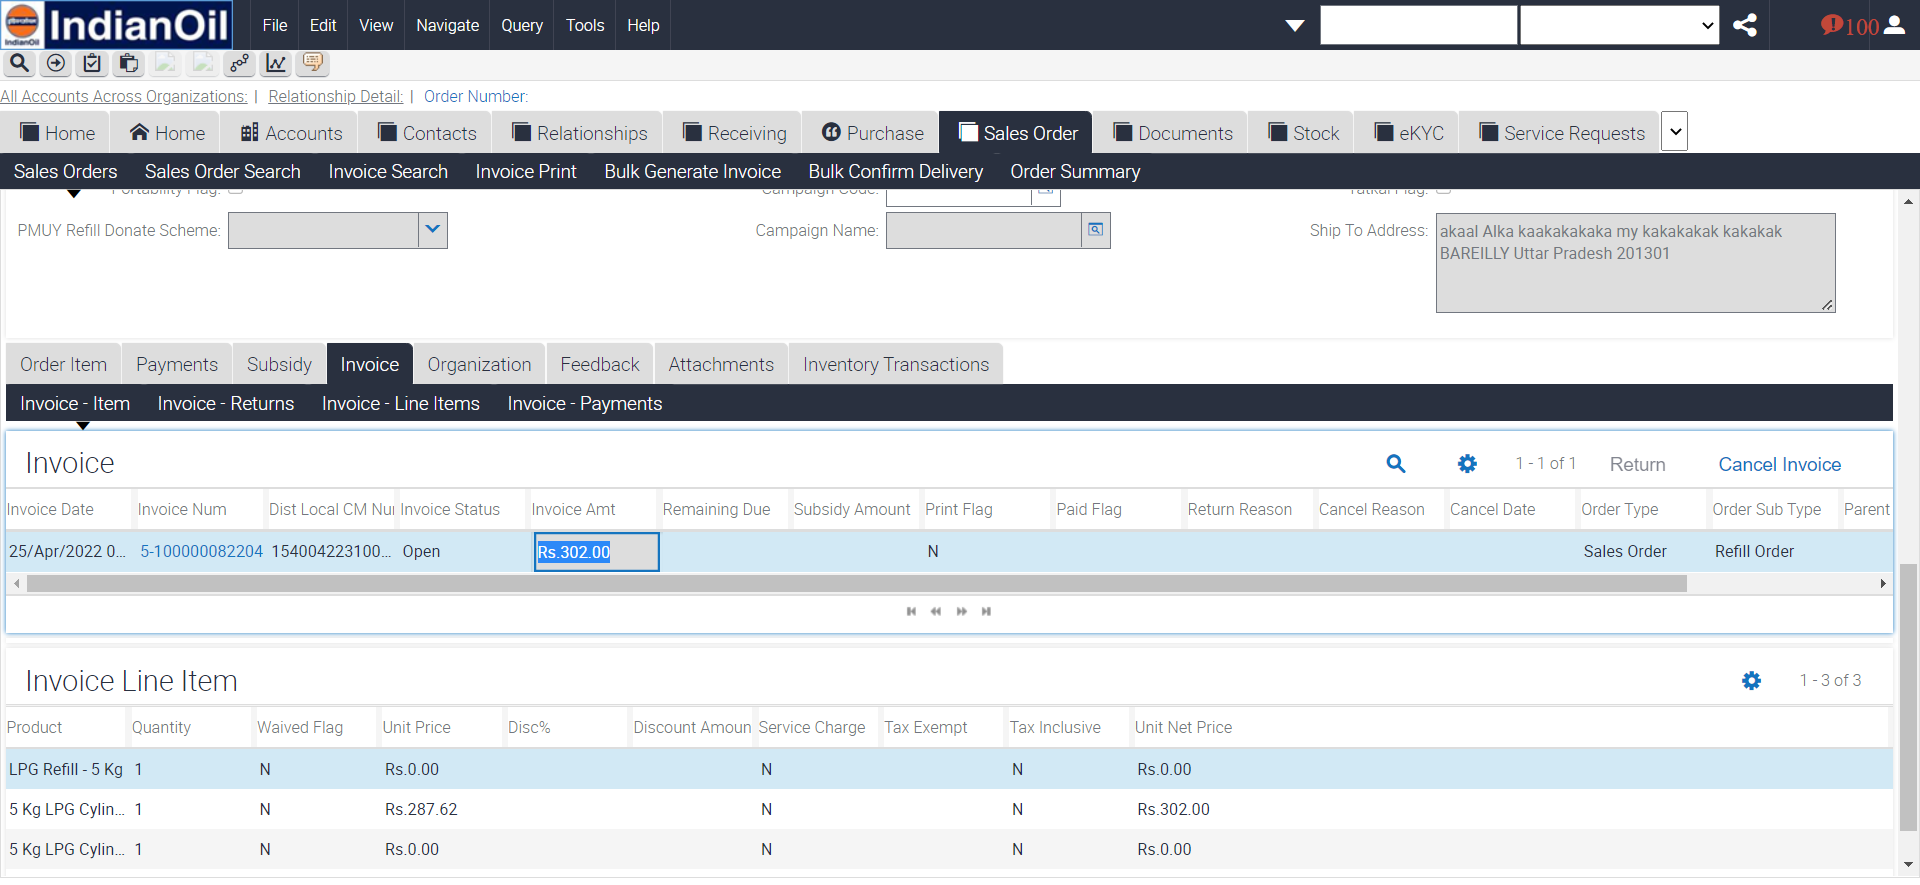 IndianOil
IndianOil
File Edit View Navigate Query Tools Help
100
All Accounts Across Organizations: | Relationship Detail: | Order Number:
Home Home Accounts Contacts Relationships Receiving Purchase Sales Order Documents Stock eKYC Service Requests
Sales Orders Sales Order Search Invoice Search Invoice Print Bulk Generate Invoice Bulk Confirm Delivery Order Summary
Portability Flag: Campaign Code: Tatkal Flag:
PMUY Refill Donate Scheme: Campaign Name: Ship To Address: akaal Alka kaakakakaka my kakakakak kakakak
BAREILLY Uttar Pradesh 201301
Order Item Payments Subsidy Invoice Organization Feedback Attachments Inventory Transactions
Invoice - Item Invoice - Returns Invoice - Line Items Invoice - Payments
Invoice 1 - 1 of 1 Return Cancel Invoice
Invoice Date Invoice Num Dist Local CM Nu Invoice Status Invoice Amt Remaining Due Subsidy Amount Print Flag Paid Flag Return Reason Cancel Reason Cancel Date Order Type Order Sub Type Parent
25/Apr/2022 0... 5-100000082204 154004223100... Open Rs.302.00 N Sales Order Refill Order
Invoice Line Item 1 - 3 of 3
Product Quantity Waived Flag Unit Price Disc% Discount Amoun Service Charge Tax Exempt Tax Inclusive Unit Net Price
LPG Refill - 5 Kg 1 N Rs.0.00 N N Rs.0.00
5 Kg LPG Cylin... 1 N Rs.287.62 N N Rs.302.00
5 Kg LPG Cylin... 1 N Rs.0.00 N N Rs.0.00